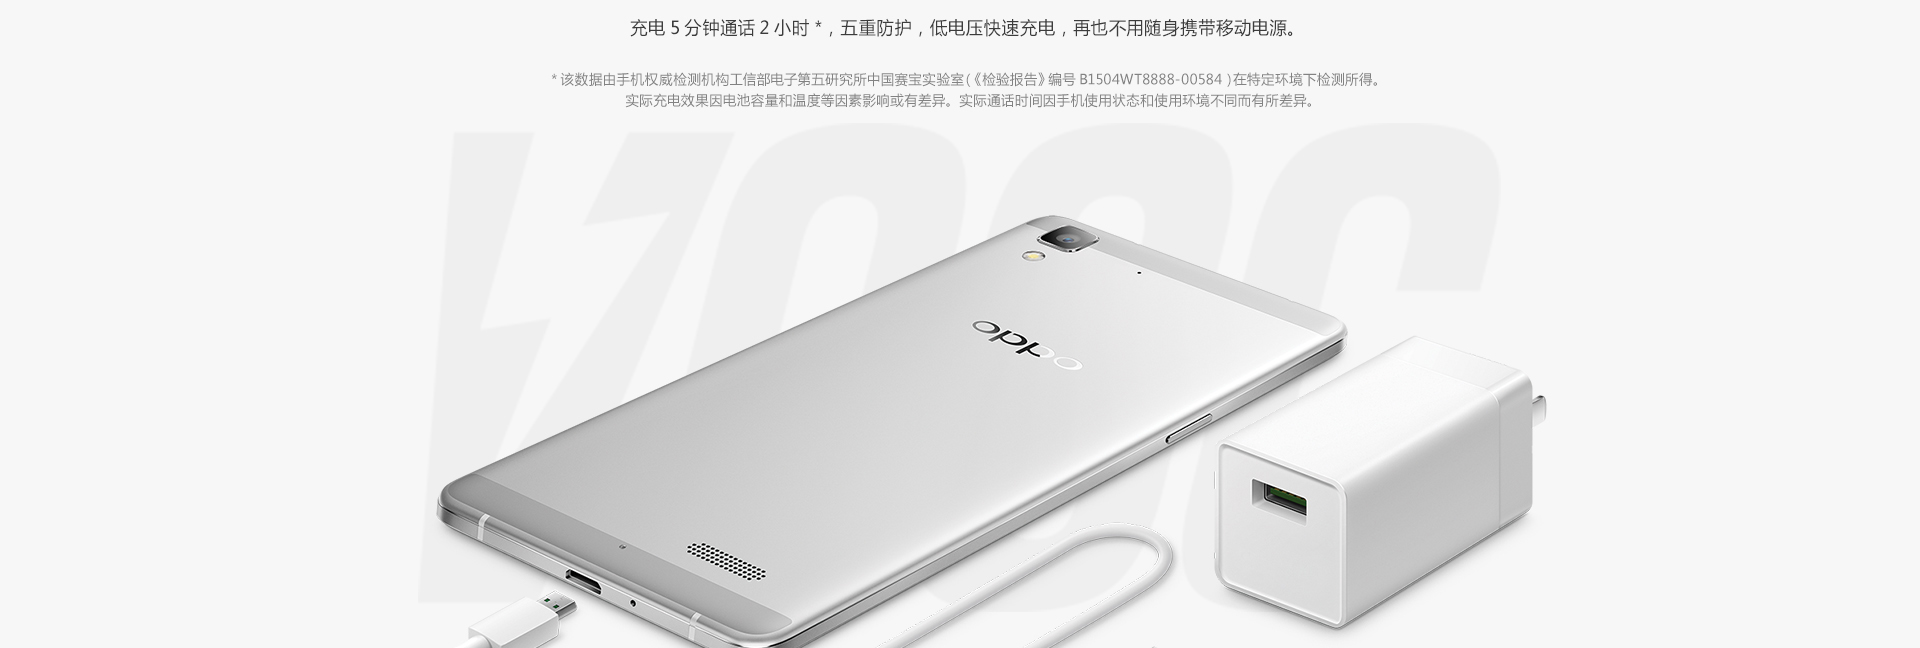 充电 5 分钟通话 2 小时 *，五重防护，低电压快速充电，再也不用随身携带移动电源。
* 该数据由手机权威检测机构工信部电子第五研究所中国赛宝实验室(《检验报告》编号 B1504WT8888-00584 )在特定环境下检测所得。
实际充电效果因电池容量和温度等因素影响或有差异。实际通话时间因手机使用状态和使用环境不同而有所差异。
VOOC
oppo